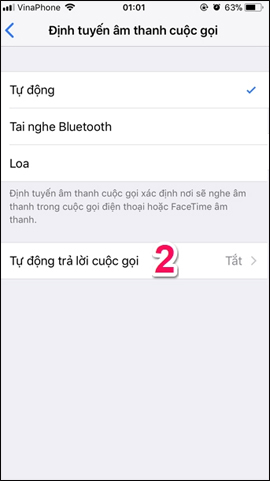 VinaPhone 01:01 63%
Định tuyến âm thanh cuộc gọi
Tự động
Tai nghe Bluetooth
Loa
Định tuyến âm thanh cuộc gọi xác định nơi sẽ nghe âm
thanh trong cuộc gọi điện thoại hoặc FaceTime âm
thanh.
Tự động trả lời cuộc gọi 2 Tắt